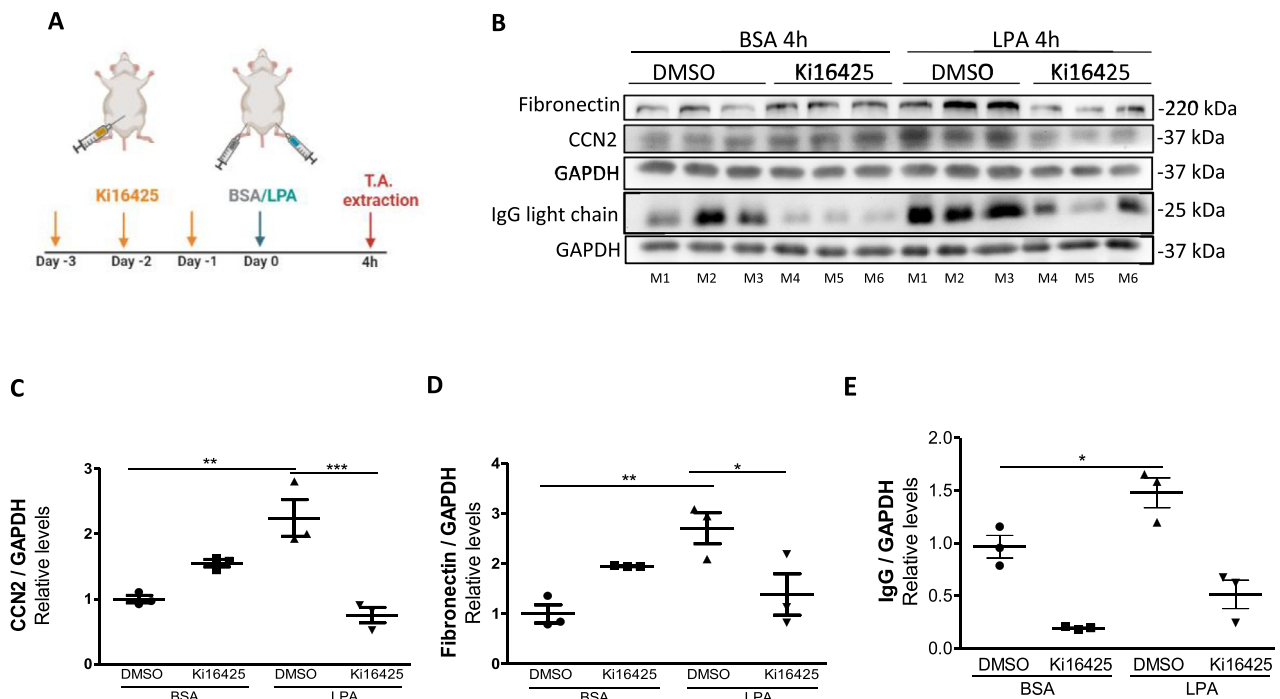 A
Ki16425
BSA/LPA
T.A.
extraction
Day -3
Day -2
Day -1
Day 0
4h
B
BSA 4h
LPA 4h
DMSO
Ki16425
DMSO
Ki16425
Fibronectin
-220 kDa
CCN2
-37 kDa
GAPDH
-37 kDa
IgG light chain
-25 kDa
GAPDH
-37 kDa
M1 M2 M3 M4 M5 M6 M1 M2 M3 M4 M5 M6
C
CCN2 / GAPDH
Relative levels
3
2
1
0
**
***
DMSO Ki16425 DMSO Ki16425
BSA LPA
D
Fibronectin / GAPDH
Relative levels
4
3
2
1
0
**
*
DMSO Ki16425 DMSO Ki16425
BSA LPA
E
IgG / GAPDH
Relative levels
2.0
1.5
1.0
0.5
0.0
*
DMSO Ki16425 DMSO Ki16425
BSA LPA